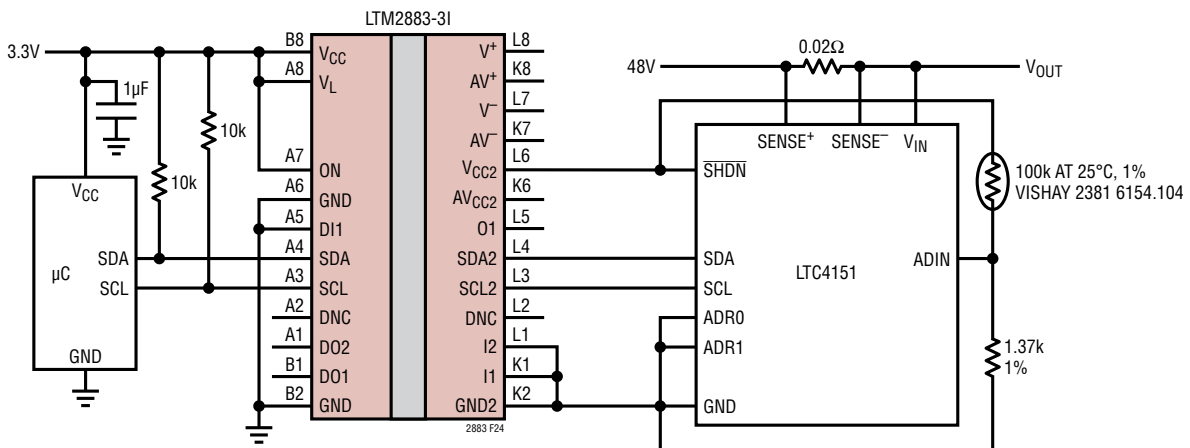 LTM2883-3I
3.3V
1µF
10k
10k
VCC
µC
SDA
SCL
GND
B8
A8
A7
A6
A5
A4
A3
A2
A1
B1
B2
VCC
VL
ON
GND
DI1
SDA
SCL
DNC
DO2
DO1
GND
V+
AV+
V−
AV−
VCC2
AVCC2
O1
SDA2
SCL2
DNC
I2
I1
GND2
L8
K8
L7
K7
L6
K6
L5
L4
L3
L2
L1
K1
K2
2883 F24
48V
0.02Ω
VOUT
SENSE+
SENSE−
VIN
SHDN
SDA
SCL
ADR0
ADR1
GND
LTC4151
ADIN
100k AT 25°C, 1%
VISHAY 2381 6154.104
1.37k
1%